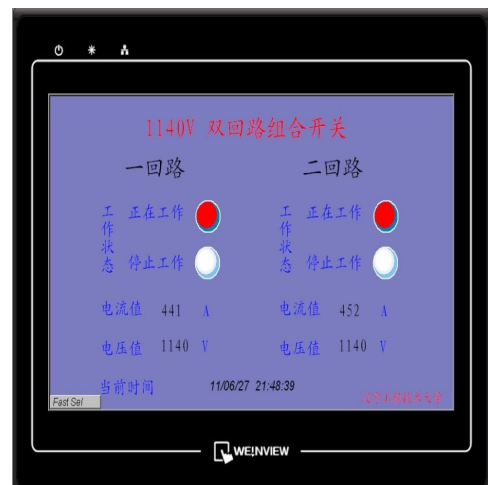 1140V 双回路组合开关
一回路 二回路
工作状态 正在工作 工作状态 正在工作
停止工作 停止工作
电流值 441 A 电流值 452 A
电压值 1140 V 电压值 1140 V
当前时间 11/06/27 21:48:39
Fast Sel
WEINVIEW